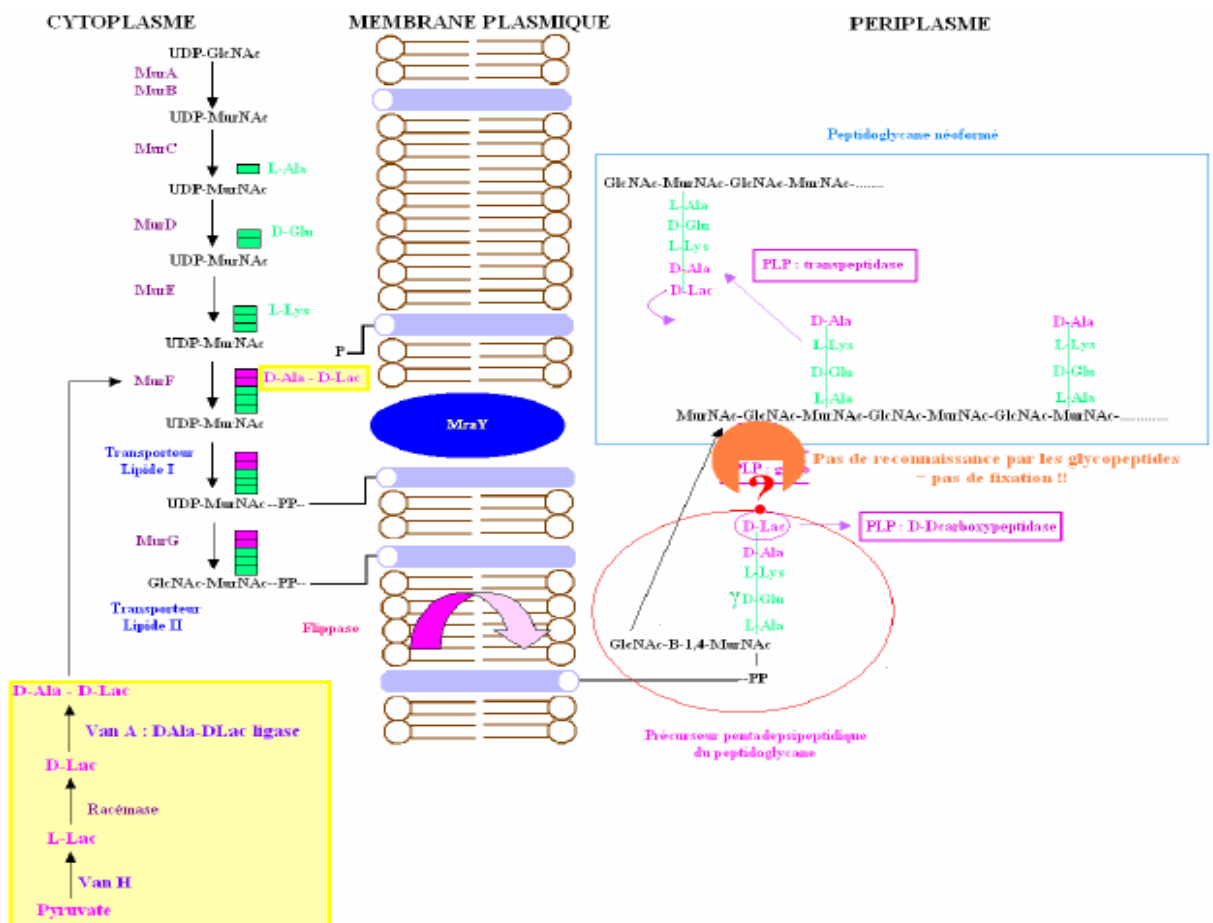 CYTOPLASME
MEMBRANE PLASMIQUE
PERIPLASME
UDP-GlcNAc
MurA
MurB
UDP-MurNAc
MurC
L-Ala
UDP-MurNAc
MurD
D-Glu
UDP-MurNAc
MurE
L-Lys
UDP-MurNAc
P
MurF
D-Ala - D-Lac
UDP-MurNAc
Transporteur
Lipide I
UDP-MurNAc--PP--
MurG
GlcNAc-MurNAc--PP--
Transporteur
Lipide II
MraY
Flippase
D-Ala - D-Lac
Van A : DAla-DLac ligase
D-Lac
Racémase
L-Lac
Van H
Pyruvate
Peptidoglycane néoformé
GlcNAc-MurNAc-GlcNAc-MurNAc-........
L-Ala
D-Glu
L-Lys
D-Ala
D-Lac
PLP : transpeptidase
D-Ala
L-Lys
D-Glu
L-Ala
D-Ala
L-Lys
D-Glu
L-Ala
MurNAc-GlcNAc-MurNAc-GlcNAc-MurNAc-GlcNAc-MurNAc-...........
Pas de reconnaissance par les glycopeptides
– pas de fixation !!
PLP : g
?
D-Lac
PLP : D-Dcarboxypeptidase
D-Ala
L-Lys
γD-Glu
L-Ala
GlcNAc-B-1,4-MurNAc
--PP
Précurseur pentadepsipeptidique
du peptidoglycane